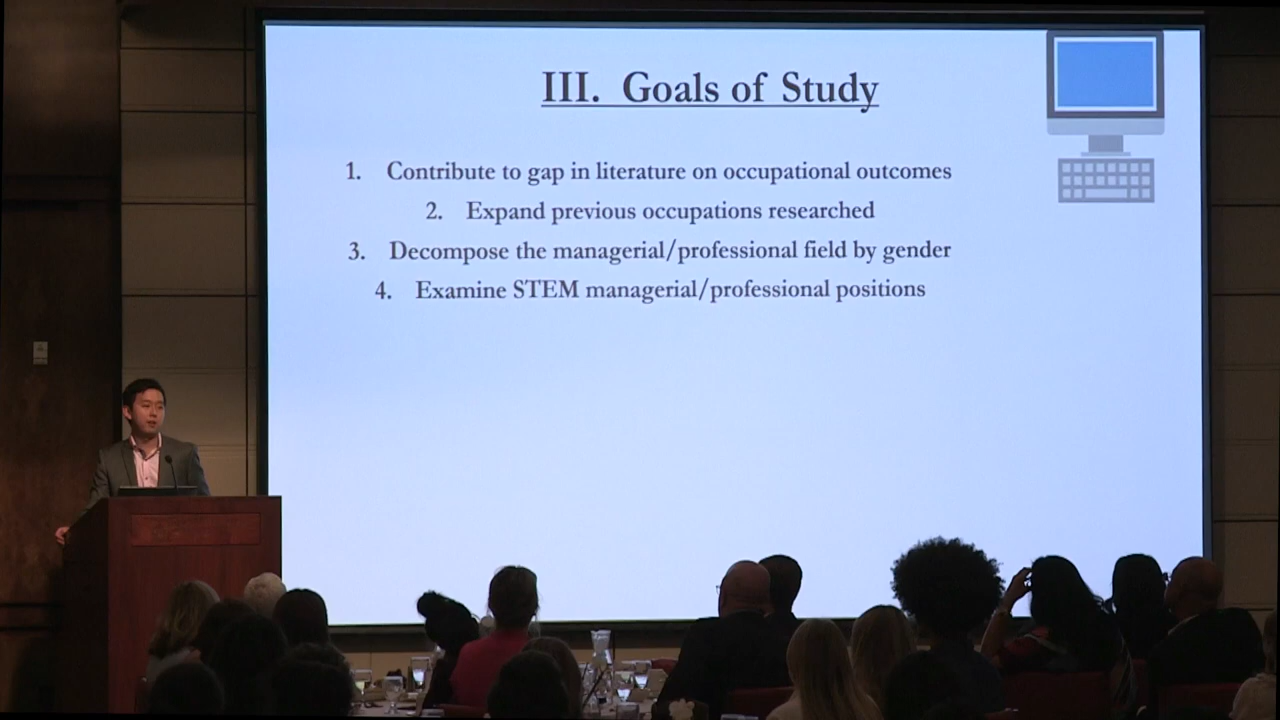 III. Goals of Study
1. Contribute to gap in literature on occupational outcomes
2. Expand previous occupations researched
3. Decompose the managerial/professional field by gender
4. Examine STEM managerial/professional positions